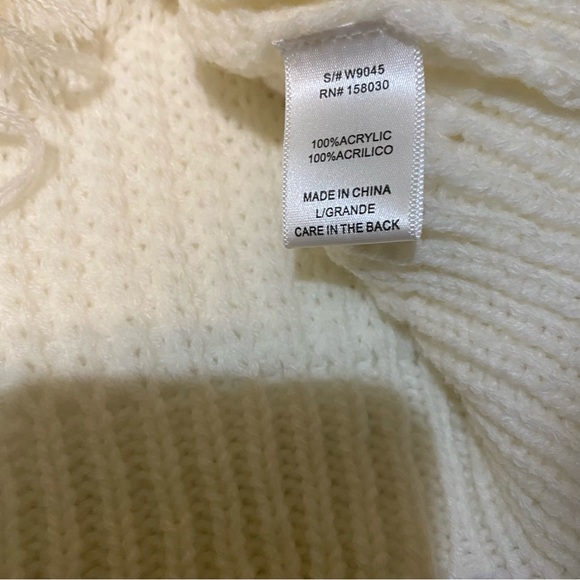 S/# W9045
RN# 158030
100%ACRYLIC
100%ACRILICO
MADE IN CHINA
L/GRANDE
CARE IN THE BACK